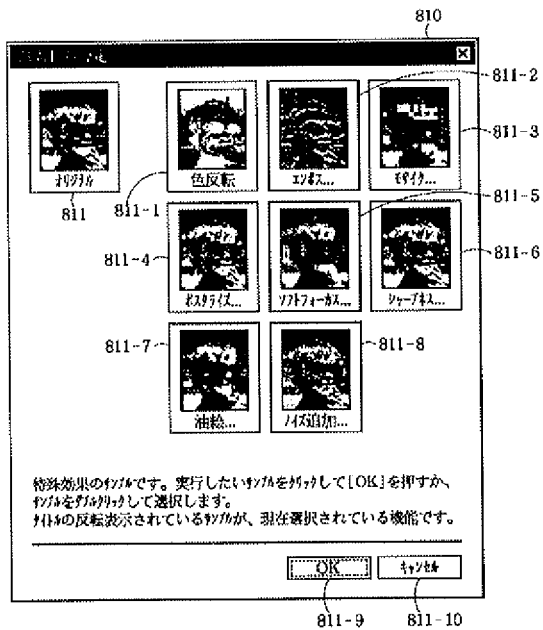 810
811-2
811-3
オリジナル
色反転
エンボス...
モザイク...
811
811-1
811-5
811-4
811-6
ポスタライズ...
ソフトフォーカス...
シャープネス...
811-7
811-8
油絵...
ノイズ追加...
特殊効果のサンプルです。実行したいサンプルをクリックして[OK]を押すか、
サンプルをダブルクリックして選択します。
タイトルの反転表示されているサンプルが、現在選択されている機能です。
OK
キャンセル
811-9
811-10